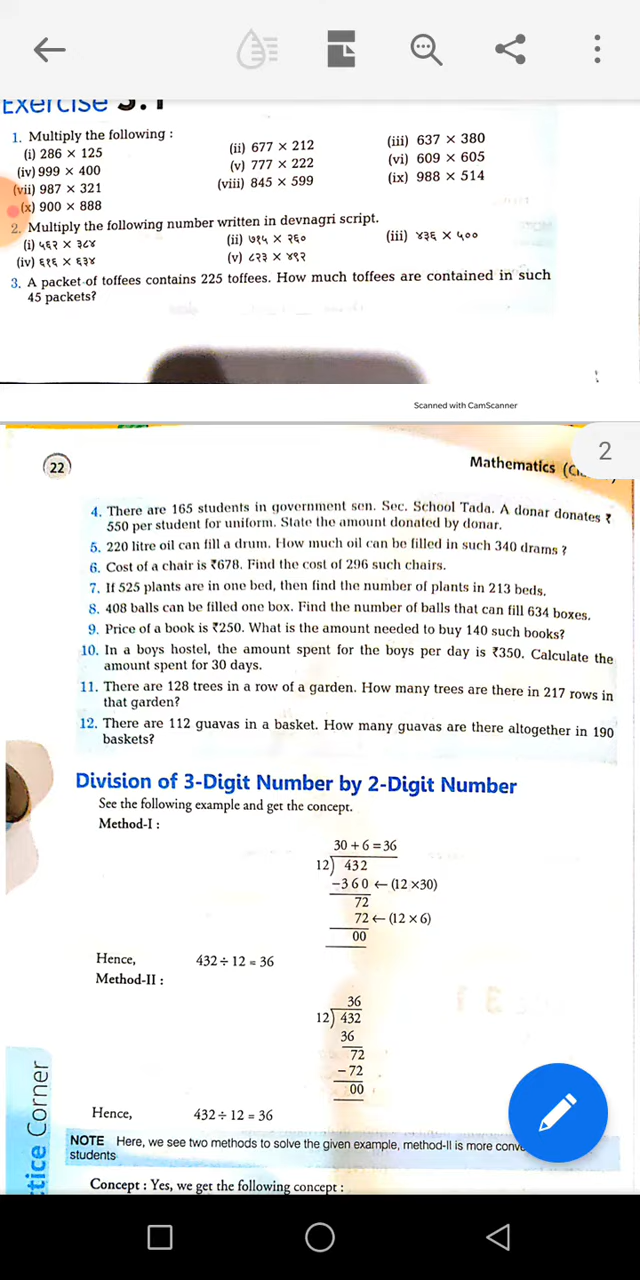 Exercise 3.1
1. Multiply the following :
(i) 286 × 125 (ii) 677 × 212 (iii) 637 × 380
(iv) 999 × 400 (v) 777 × 222 (vi) 609 × 605
(vii) 987 × 321 (viii) 845 × 599 (ix) 988 × 514
(x) 900 × 888
2. Multiply the following number written in devnagri script.
(i) ५६२ × ३८४ (ii) ७१५ × २६० (iii) ४३६ × ५००
(iv) ६१६ × ६३४ (v) ८२३ × ४९२
3. A packet of toffees contains 225 toffees. How much toffees are contained in such
45 packets?
Scanned with CamScanner
2
22
Mathematics
4. There are 165 students in government sen. Sec. School Tada. A donar donates ₹
550 per student for uniform. State the amount donated by donar.
5. 220 litre oil can fill a drum. How much oil can be filled in such 340 drams ?
6. Cost of a chair is ₹678. Find the cost of 296 such chairs.
7. If 525 plants are in one bed, then find the number of plants in 213 beds.
8. 408 balls can be filled one box. Find the number of balls that can fill 634 boxes.
9. Price of a book is ₹250. What is the amount needed to buy 140 such books?
10. In a boys hostel, the amount spent for the boys per day is ₹350. Calculate the
amount spent for 30 days.
11. There are 128 trees in a row of a garden. How many trees are there in 217 rows in
that garden?
12. There are 112 guavas in a basket. How many guavas are there altogether in 190
baskets?
Division of 3-Digit Number by 2-Digit Number
See the following example and get the concept.
Method-I :
30 + 6 = 36
12) 432
−360 ← (12 ×30)
72
72 ← (12 × 6)
00
Hence, 432 ÷ 12 = 36
Method-II :
36
12) 432
36
72
− 72
00
Hence, 432 ÷ 12 = 36
NOTE Here, we see two methods to solve the given example, method-II is more
students
Concept : Yes, we get the following concept :
Corner